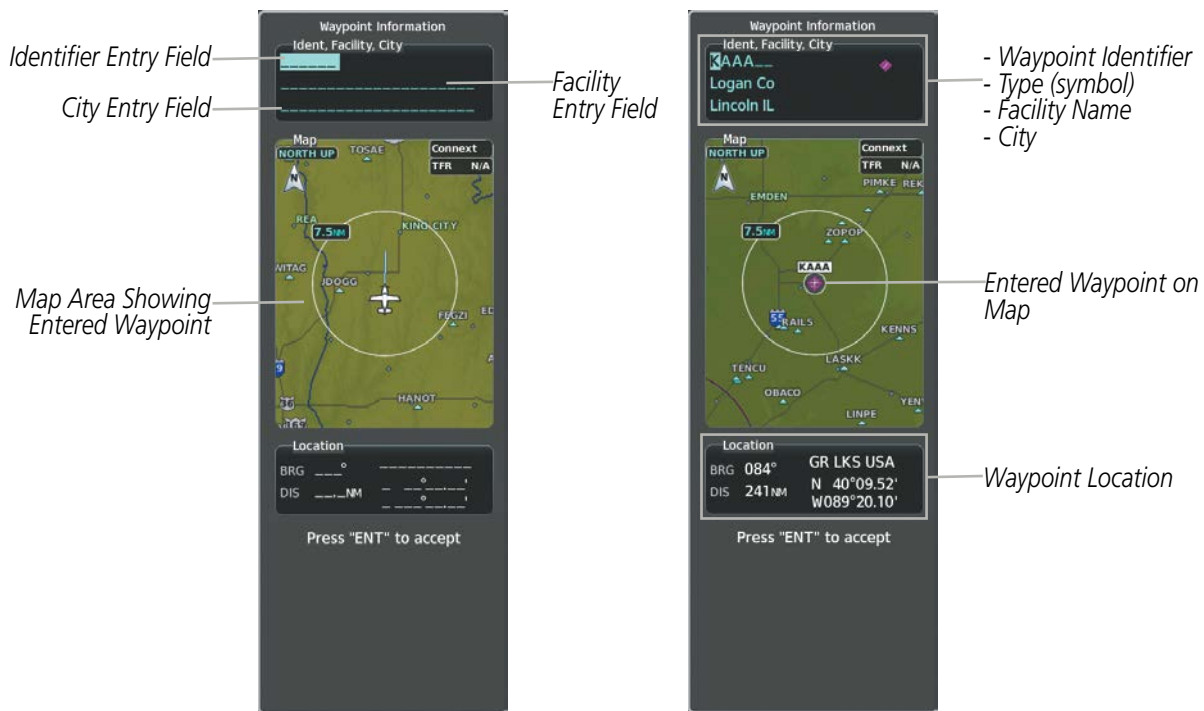 Waypoint Information
Ident, Facility, City
Identifier Entry Field
City Entry Field
Facility
Entry Field
Map
NORTH UP
TOSAE
Connext
TFR N/A
N
REA
KING CITY
7.5NM
WITAG
JDOGG
Map Area Showing
Entered Waypoint
FEGZI
HANOT
36
Location
BRG ___°
DIS __._NM
Press "ENT" to accept
Waypoint Information
Ident, Facility, City
KAAA__
Logan Co
Lincoln IL
- Waypoint Identifier
- Type (symbol)
- Facility Name
- City
Map
NORTH UP
Connext
TFR N/A
N
PIMKE REK
EMDEN
7.5NM
ZOPOP
KAAA
Entered Waypoint on
Map
55
RAILS
KENNS
LASKK
TENCU
OBACO
YEN
LINPE
Location
BRG 084°
GR LKS USA
DIS 241NM
N 40°09.52'
W089°20.10'
Waypoint Location
Press "ENT" to accept